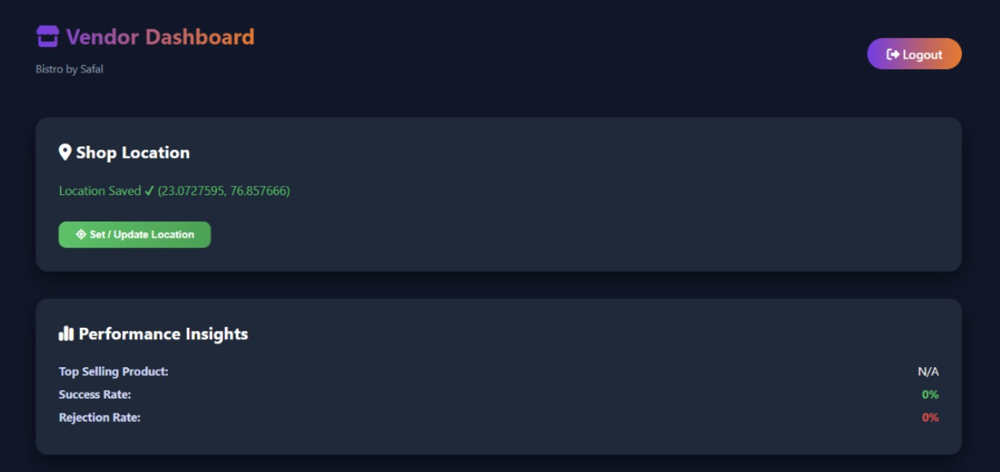 Vendor Dashboard
Bistro by Safal
Logout
Shop Location
Location Saved ✓ (23.0727595, 76.857666)
Set / Update Location
Performance Insights
Top Selling Product: N/A
Success Rate: 0%
Rejection Rate: 0%